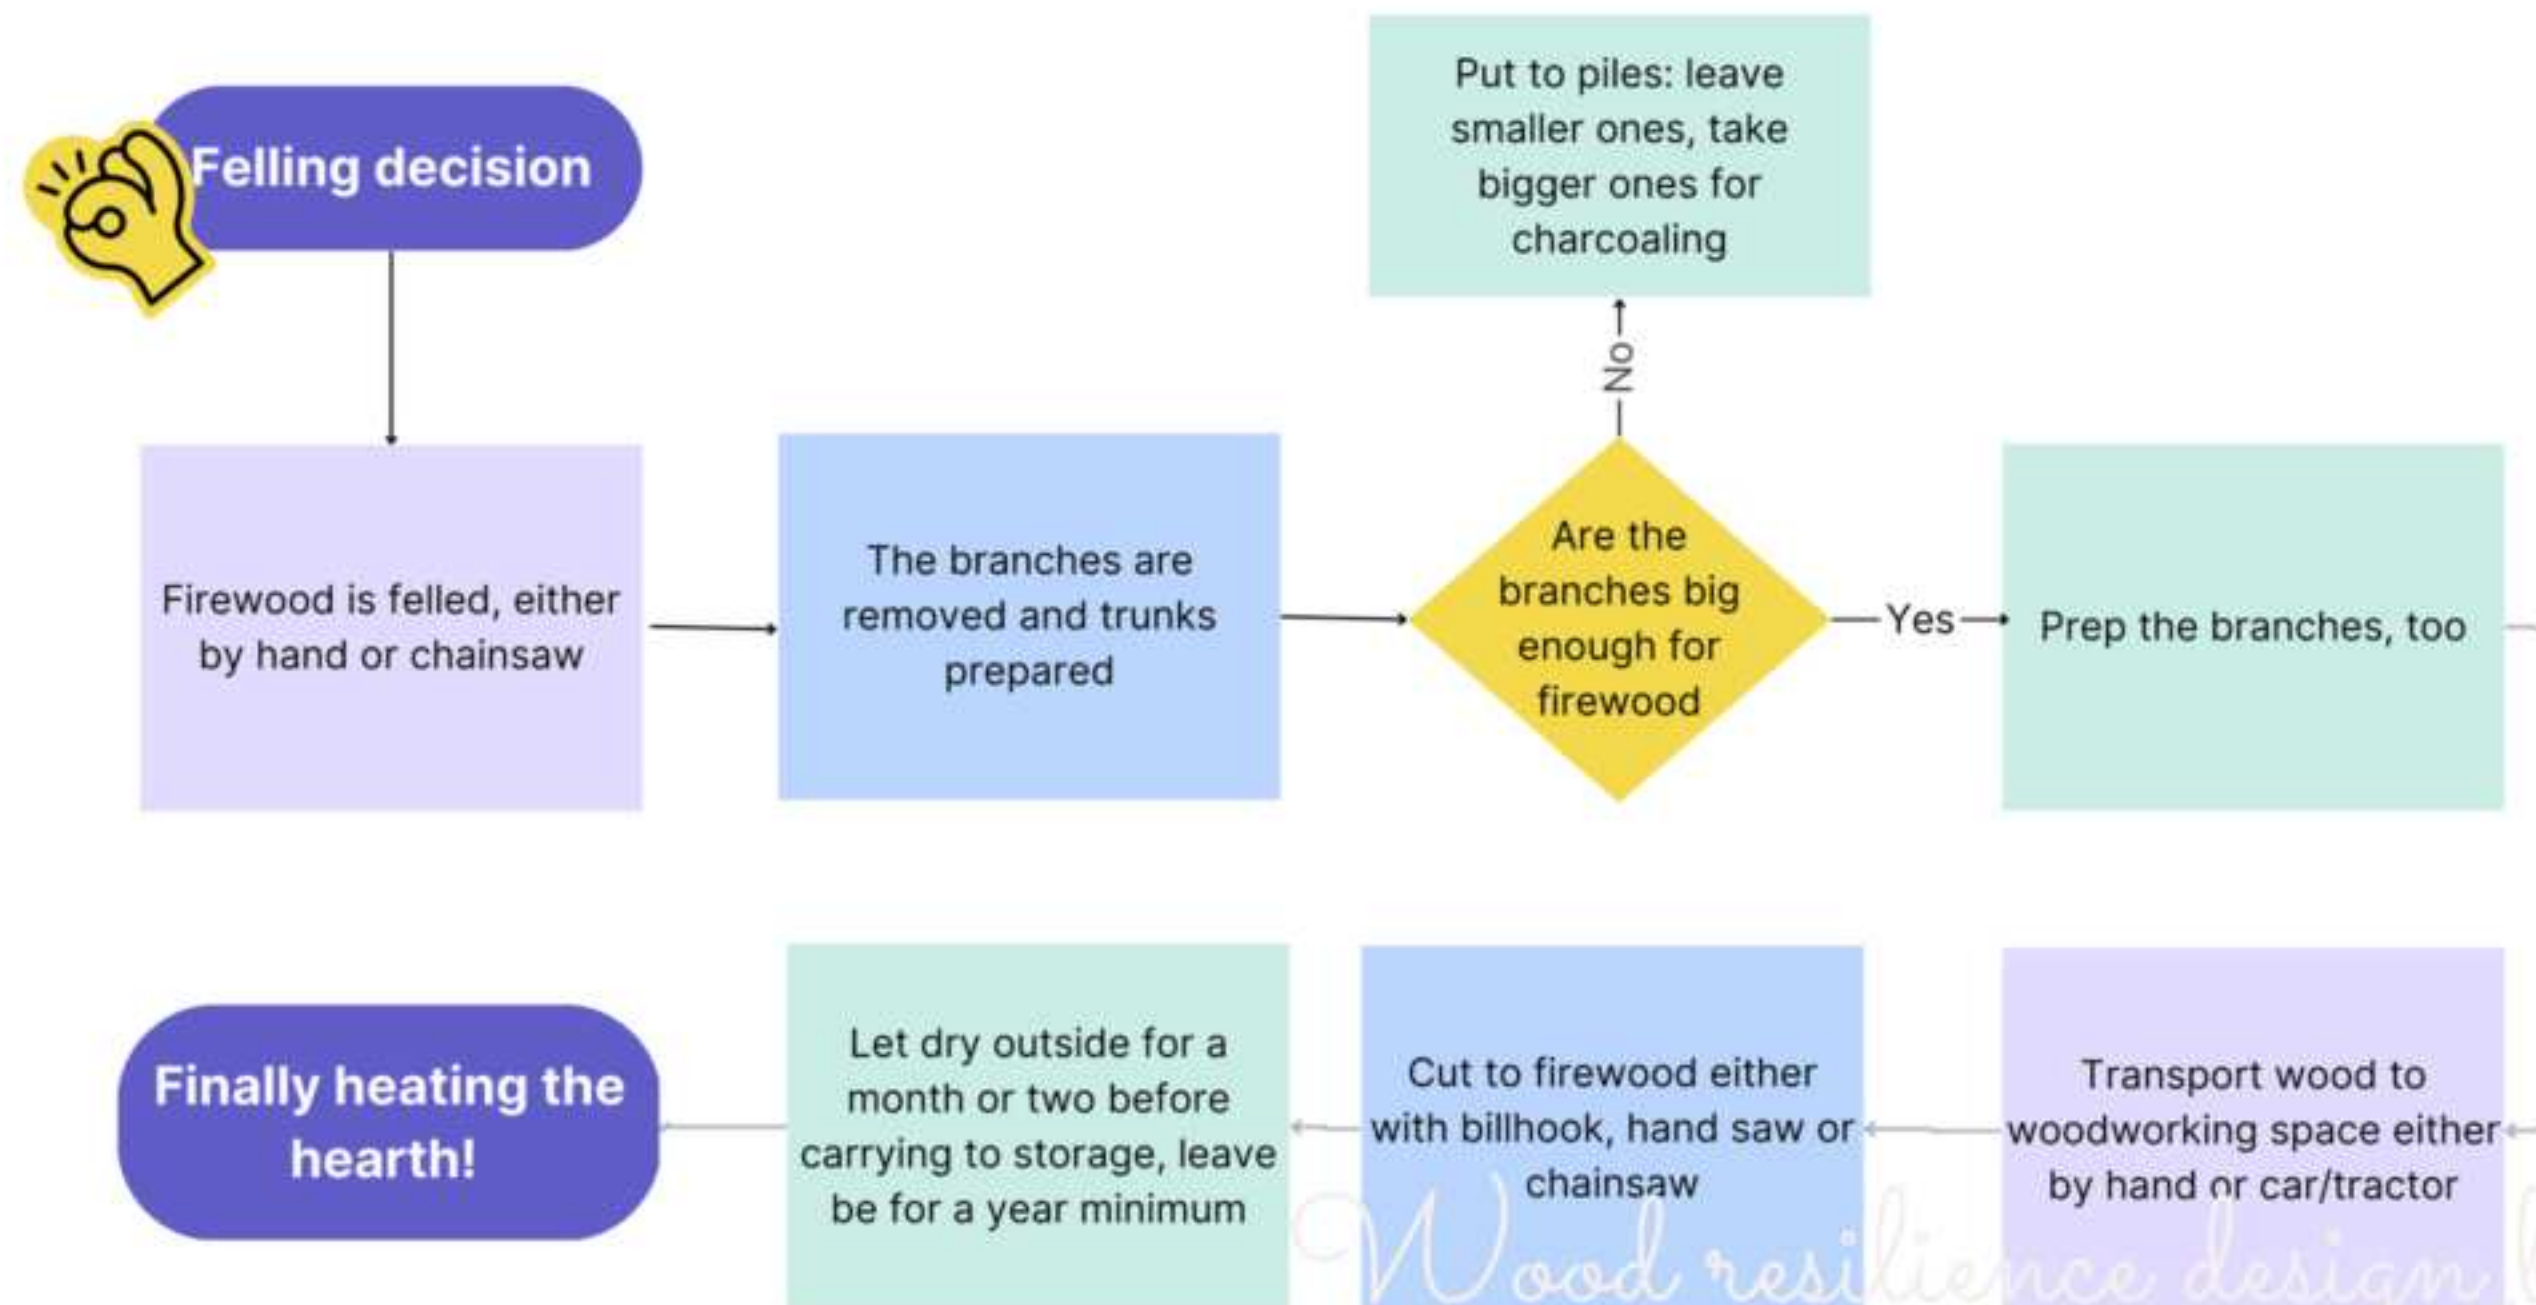 Felling decision
Put to piles: leave
smaller ones, take
bigger ones for
charcoaling
No
Firewood is felled, either
by hand or chainsaw
The branches are
removed and trunks
prepared
Are the
branches big
enough for
firewood
Yes
Prep the branches, too
Finally heating the
hearth!
Let dry outside for a
month or two before
carrying to storage, leave
be for a year minimum
Cut to firewood either
with billhook, hand saw or
chainsaw
Transport wood to
woodworking space either
by hand or car/tractor
Wood resilience design